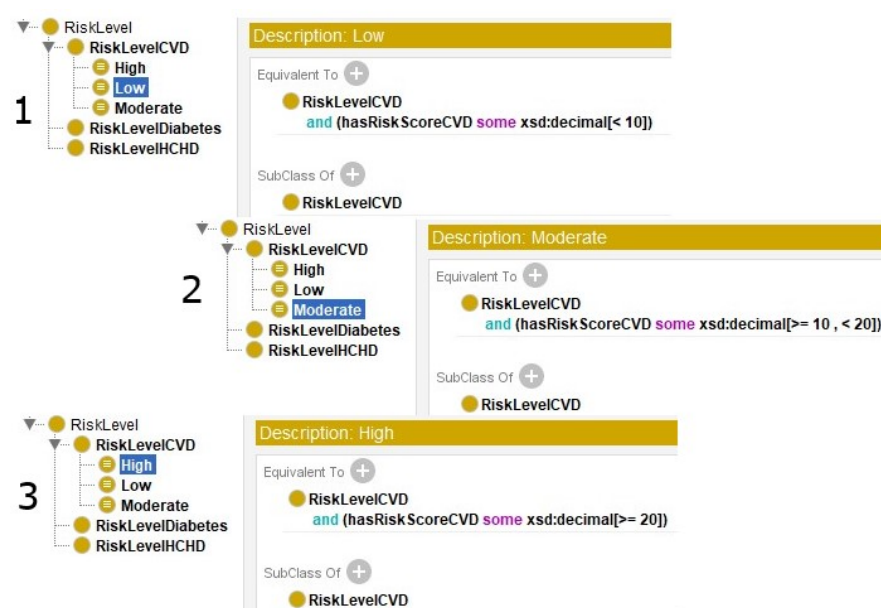 1
RiskLevel
RiskLevelCVD
High
Low
Moderate
RiskLevelDiabetes
RiskLevelHCHD
Description: Low
Equivalent To
RiskLevelCVD
and (hasRiskScoreCVD some xsd:decimal[< 10])
SubClass Of
RiskLevelCVD
2
RiskLevel
RiskLevelCVD
High
Low
Moderate
RiskLevelDiabetes
RiskLevelHCHD
Description: Moderate
Equivalent To
RiskLevelCVD
and (hasRiskScoreCVD some xsd:decimal[>= 10 , < 20])
SubClass Of
RiskLevelCVD
3
RiskLevel
RiskLevelCVD
High
Low
Moderate
RiskLevelDiabetes
RiskLevelHCHD
Description: High
Equivalent To
RiskLevelCVD
and (hasRiskScoreCVD some xsd:decimal[>= 20])
SubClass Of
RiskLevelCVD